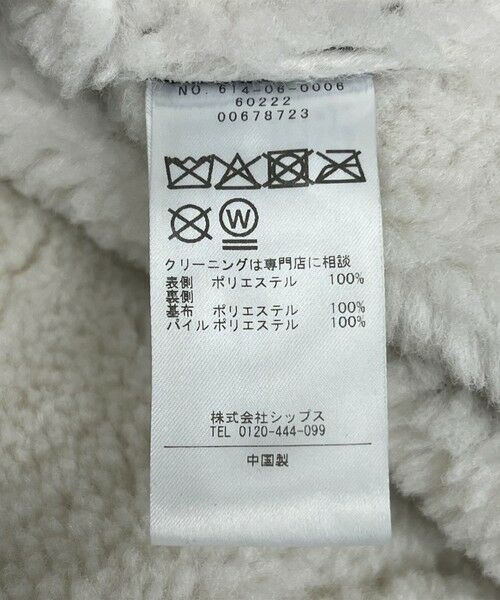 NO. 614-06-0006
60222
00678723
W
クリーニングは専門店に相談
表側 ポリエステル 100%
裏側
基布 ポリエステル 100%
パイル ポリエステル 100%
株式会社シップス
TEL 0120-444-099
中国製